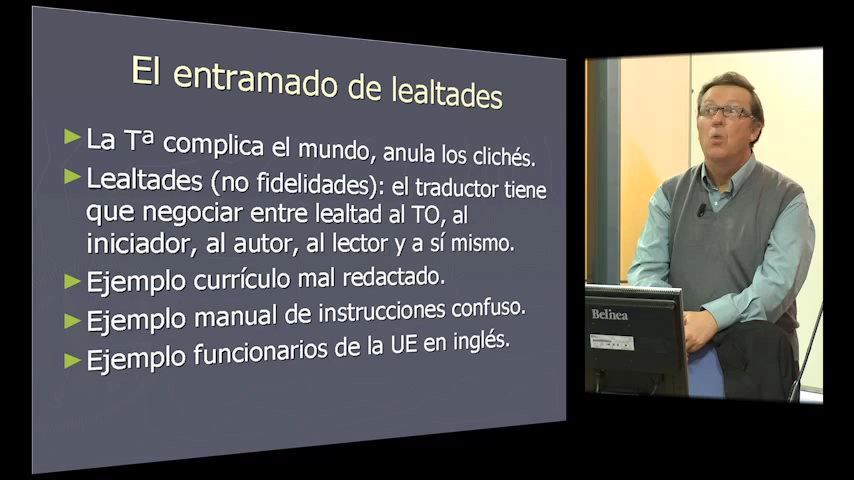 El entramado de lealtades
La Tª complica el mundo, anula los clichés.
Lealtades (no fidelidades): el traductor tiene
que negociar entre lealtad al TO, al
iniciador, al autor, al lector y a sí mismo.
Ejemplo currículo mal redactado.
Ejemplo manual de instrucciones confuso.
Ejemplo funcionarios de la UE en inglés.
Belinea